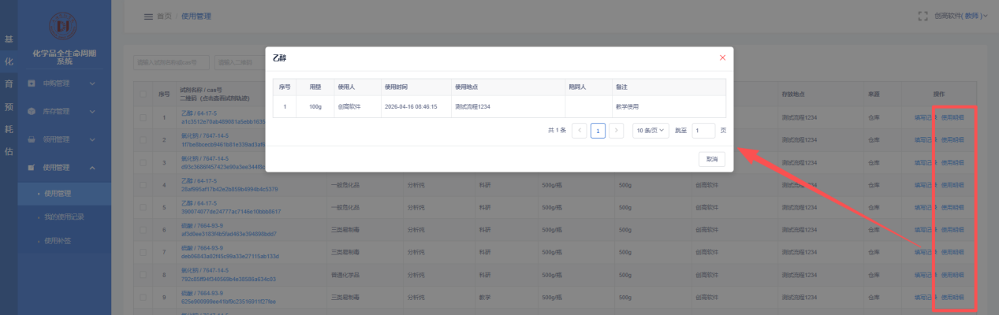 首页 / 使用管理
创高软件( 教师 )
基
化
育
预
耗
估
化学品全生命周期
系统
申购管理
库存管理
领用管理
使用管理
使用管理
我的使用记录
使用补签
请输入试剂名称或cas号 请输入二维码
乙醇
序号 用量 使用人 使用时间 使用地点 陪同人 备注
1 100g 创高软件 2026-04-16 08:46:15 测试流程1234 教学使用
共 1 条 1 10 条/页 跳至 1 页
取消
序号 试剂名称 / cas号 存放地点 来源 操作
二维码（点击查看试剂轨迹）
1 乙醇 / 64-17-5 测试流程1234 仓库 填写记录 使用明细
2 氯化钠 / 7647-14-5 测试流程1234 仓库 填写记录 使用明细
3 氯化钠 / 7647-14-5 测试流程1234 仓库 填写记录 使用明细
4 乙醇 / 64-17-5 一般危化品 分析纯 科研 500g/瓶 500g 创高软件 测试流程1234 仓库 填写记录 使用明细
5 乙醇 / 64-17-5 一般危化品 分析纯 科研 500g/瓶 500g 创高软件 测试流程1234 仓库 填写记录 使用明细
6 硫酸 / 7664-93-9 三类易制毒 分析纯 科研 500g/瓶 500g 创高软件 测试流程1234 仓库 填写记录 使用明细
7 硫酸 / 7664-93-9 三类易制毒 分析纯 科研 500g/瓶 500g 创高软件 测试流程1234 仓库 填写记录 使用明细
8 氯化钠 / 7647-14-5 普通化学品 分析纯 科研 500g/瓶 500g 创高软件 测试流程1234 仓库 填写记录 使用明细
9 硫酸 / 7664-93-9 三类易制毒 分析纯 教学 500g/瓶 500g 创高软件 测试流程1234 仓库 填写记录 使用明细